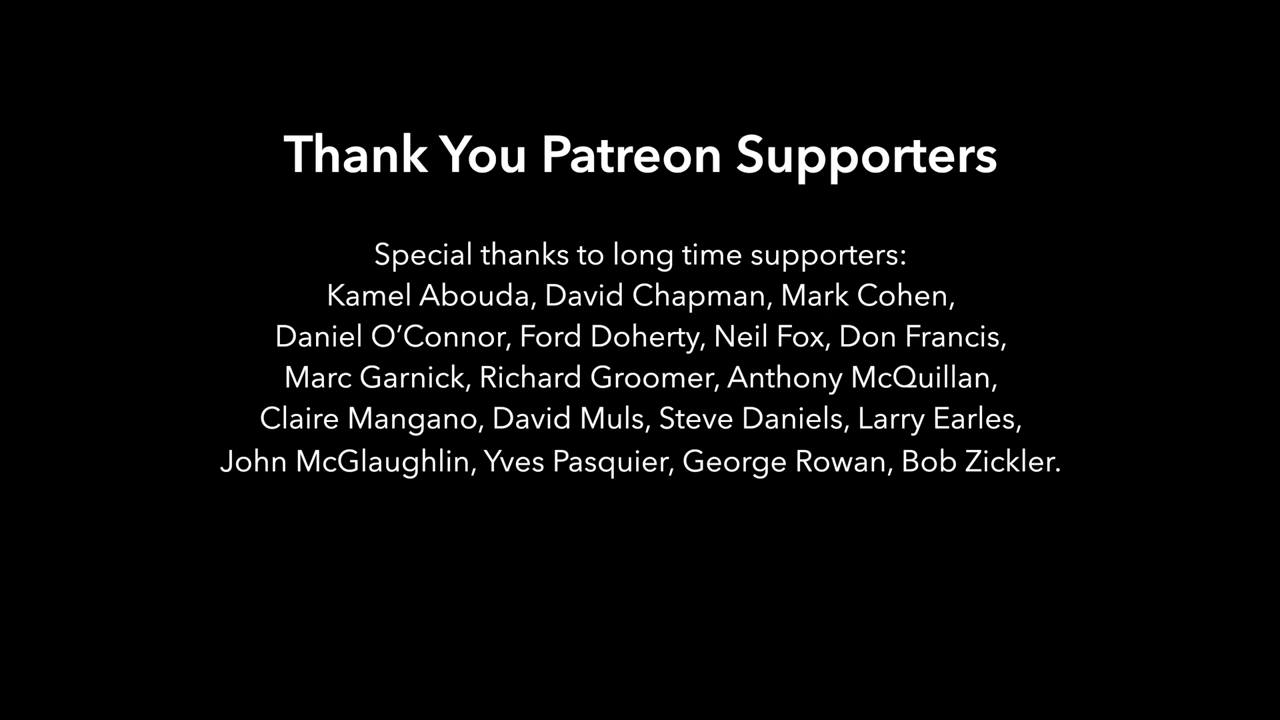 Thank You Patreon Supporters
Special thanks to long time supporters:
Kamel Abouda, David Chapman, Mark Cohen,
Daniel O’Connor, Ford Doherty, Neil Fox, Don Francis,
Marc Garnick, Richard Groomer, Anthony McQuillan,
Claire Mangano, David Muls, Steve Daniels, Larry Earles,
John McGlaughlin, Yves Pasquier, George Rowan, Bob Zickler.